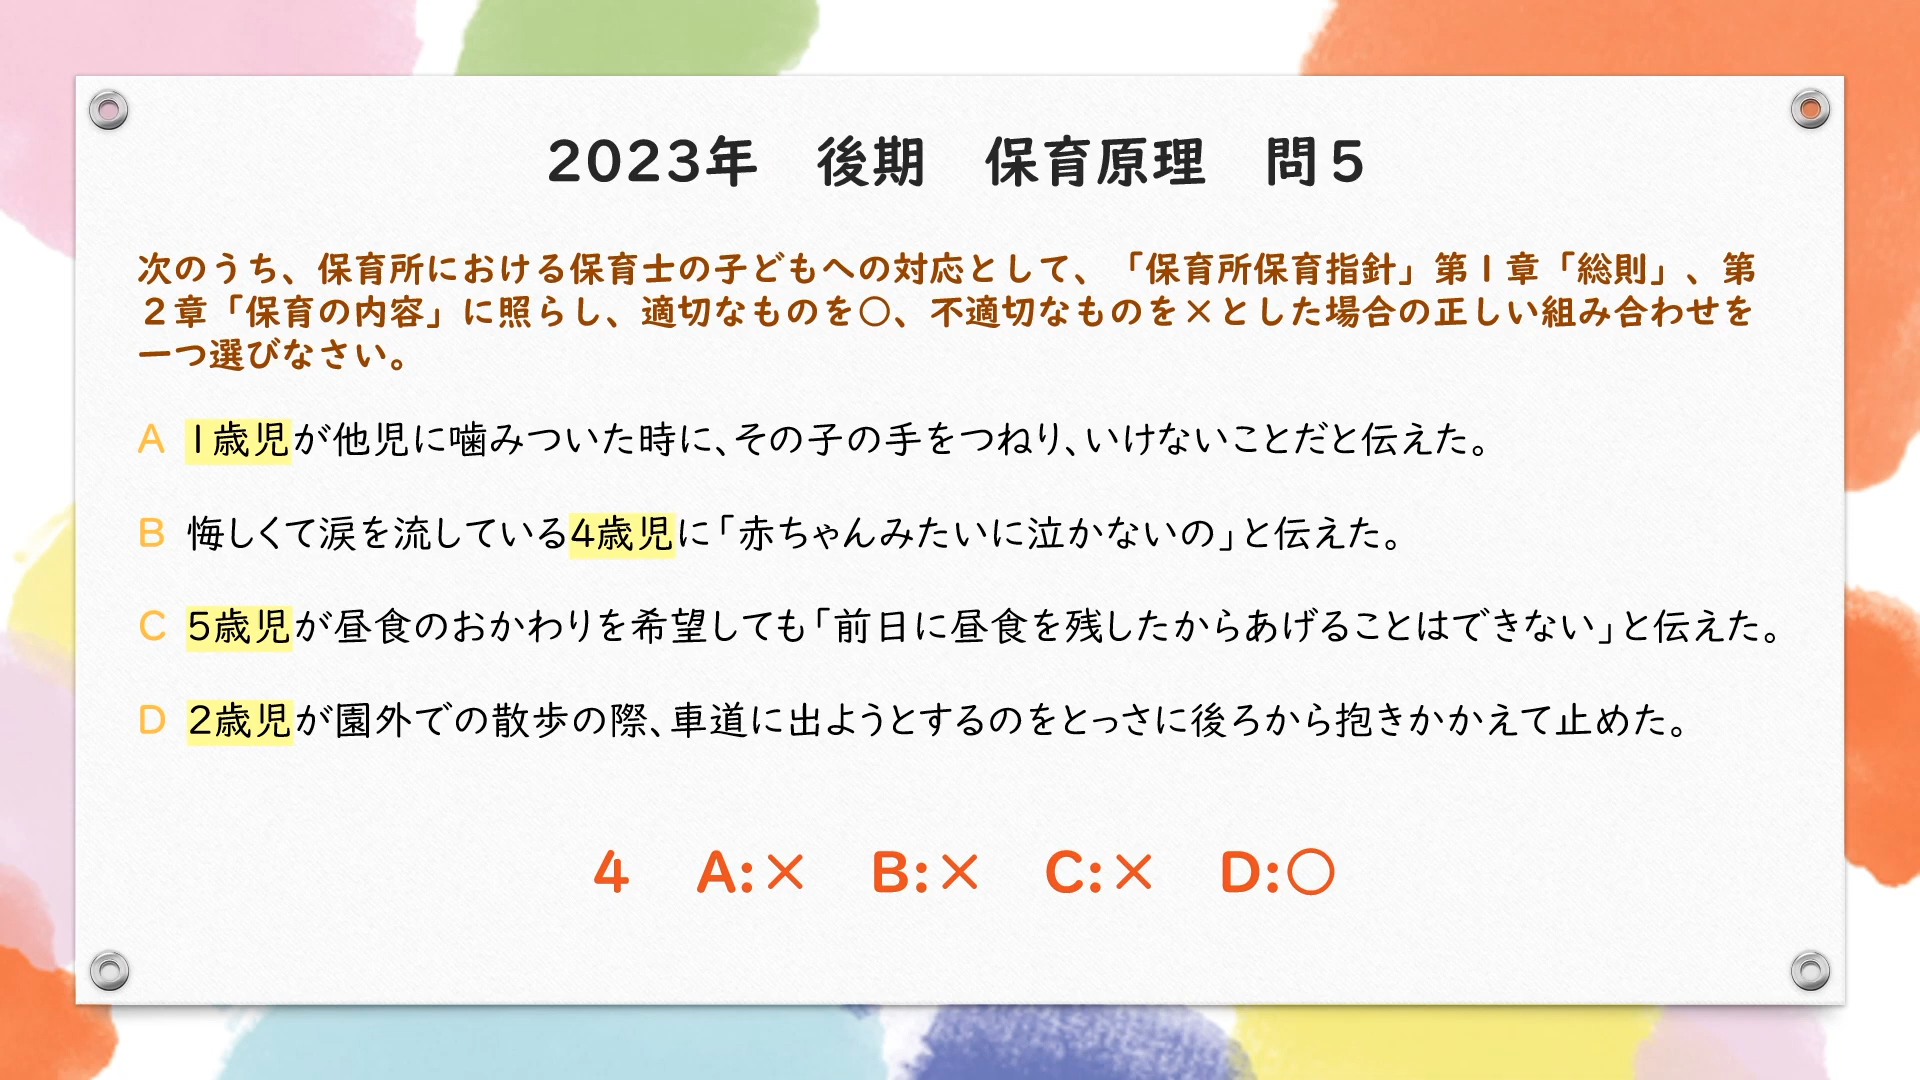 2023年　後期　保育原理　問５
次のうち、保育所における保育士の子どもへの対応として、「保育所保育指針」第１章「総則」、第
２章「保育の内容」に照らし、適切なものを〇、不適切なものを×とした場合の正しい組み合わせを
一つ選びなさい。
A １歳児が他児に噛みついた時に、その子の手をつねり、いけないことだと伝えた。
B 悔しくて涙を流している4歳児に「赤ちゃんみたいに泣かないの」と伝えた。
C 5歳児が昼食のおかわりを希望しても「前日に昼食を残したからあげることはできない」と伝えた。
D 2歳児が園外での散歩の際、車道に出ようとするのをとっさに後ろから抱きかかえて止めた。
4　A:×　B:×　C:×　D:〇